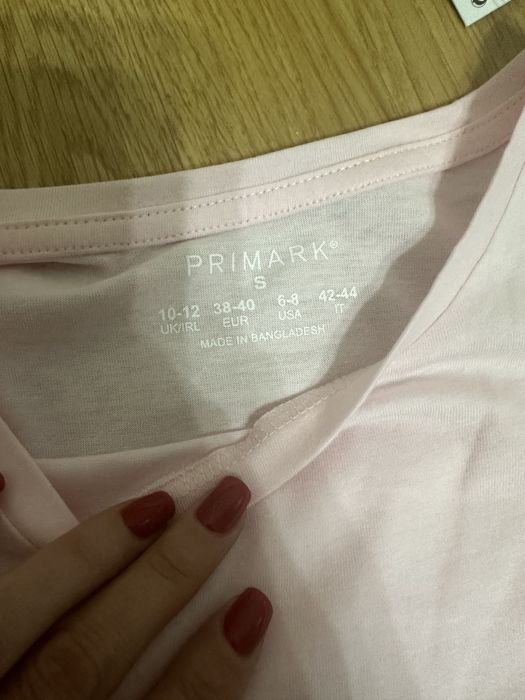 PRIMARK®
S
10-12 38-40 6-8 42-44
UK/IRL EUR USA IT
MADE IN BANGLADESH